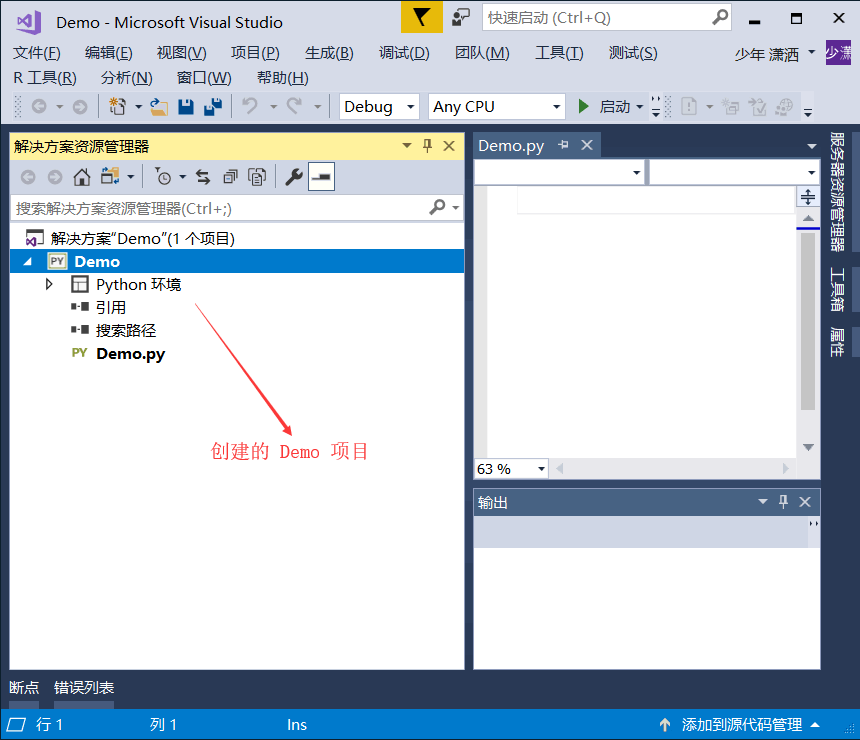 Demo - Microsoft Visual Studio
快速启动 (Ctrl+Q)
文件(F) 编辑(E) 视图(V) 项目(P) 生成(B) 调试(D) 团队(M) 工具(T) 测试(S) 少年 潇洒 少潇
R 工具(R) 分析(N) 窗口(W) 帮助(H)
Debug Any CPU 启动
解决方案资源管理器
搜索解决方案资源管理器(Ctrl+;)
解决方案“Demo”(1 个项目)
PY Demo
Python 环境
引用
搜索路径
PY Demo.py
创建的 Demo 项目
Demo.py
63 %
输出
服务器资源管理器
工具箱
属性
断点 错误列表
行 1 列 1 Ins 添加到源代码管理